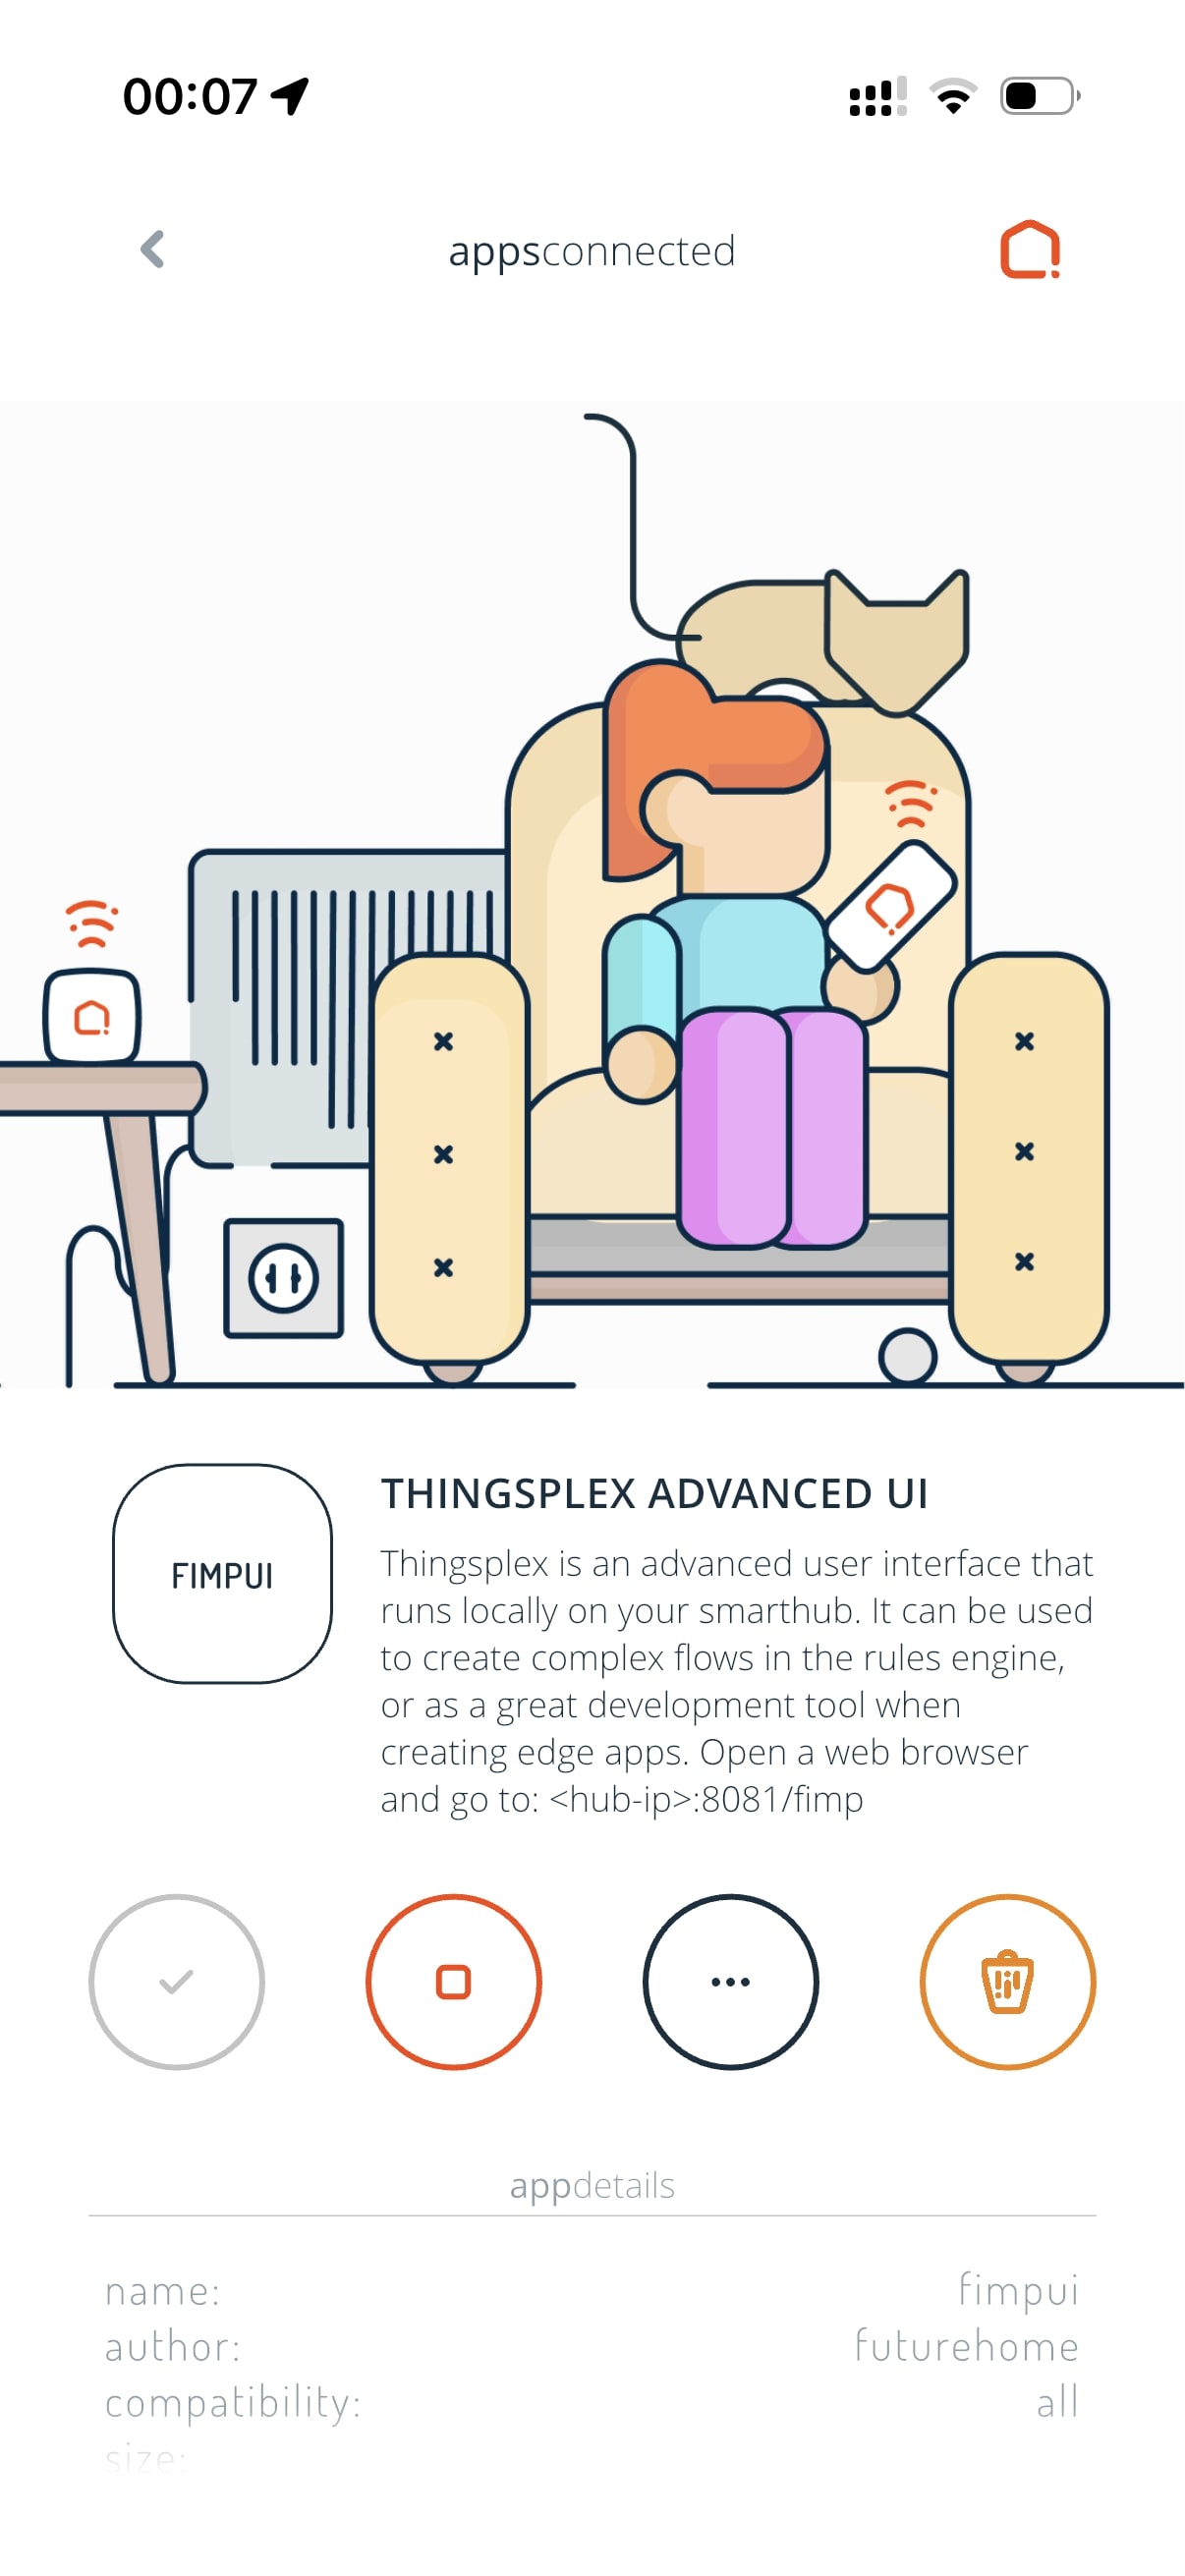 00:07
appsconnected
FIMPUI
THINGSPLEX ADVANCED UI
Thingsplex is an advanced user interface that
runs locally on your smarthub. It can be used
to create complex flows in the rules engine,
or as a great development tool when
creating edge apps. Open a web browser
and go to: <hub-ip>:8081/fimp
appdetails
name: fimpui
author: futurehome
compatibility: all
size: